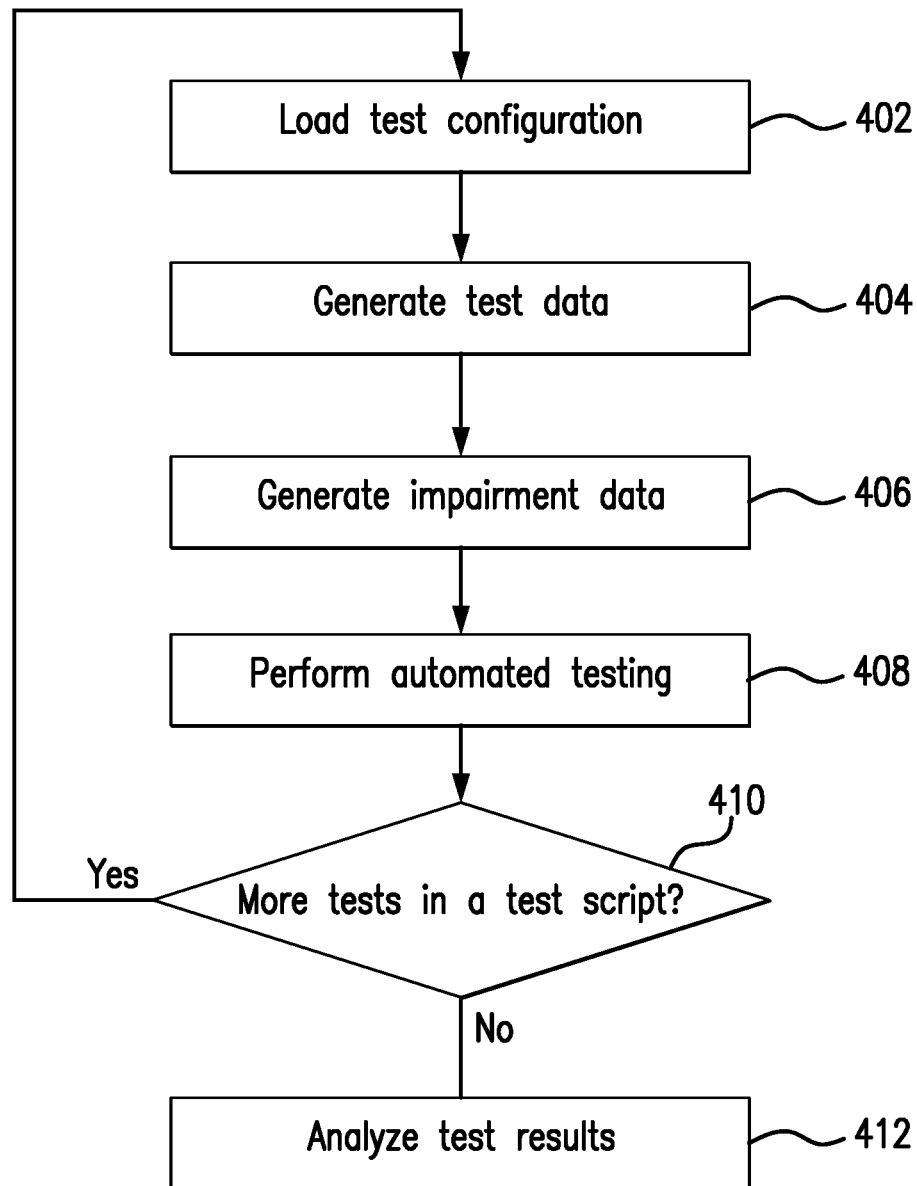 Load test configuration
402
Generate test data
404
Generate impairment data
406
Perform automated testing
408
410
Yes
More tests in a test script?
No
Analyze test results
412